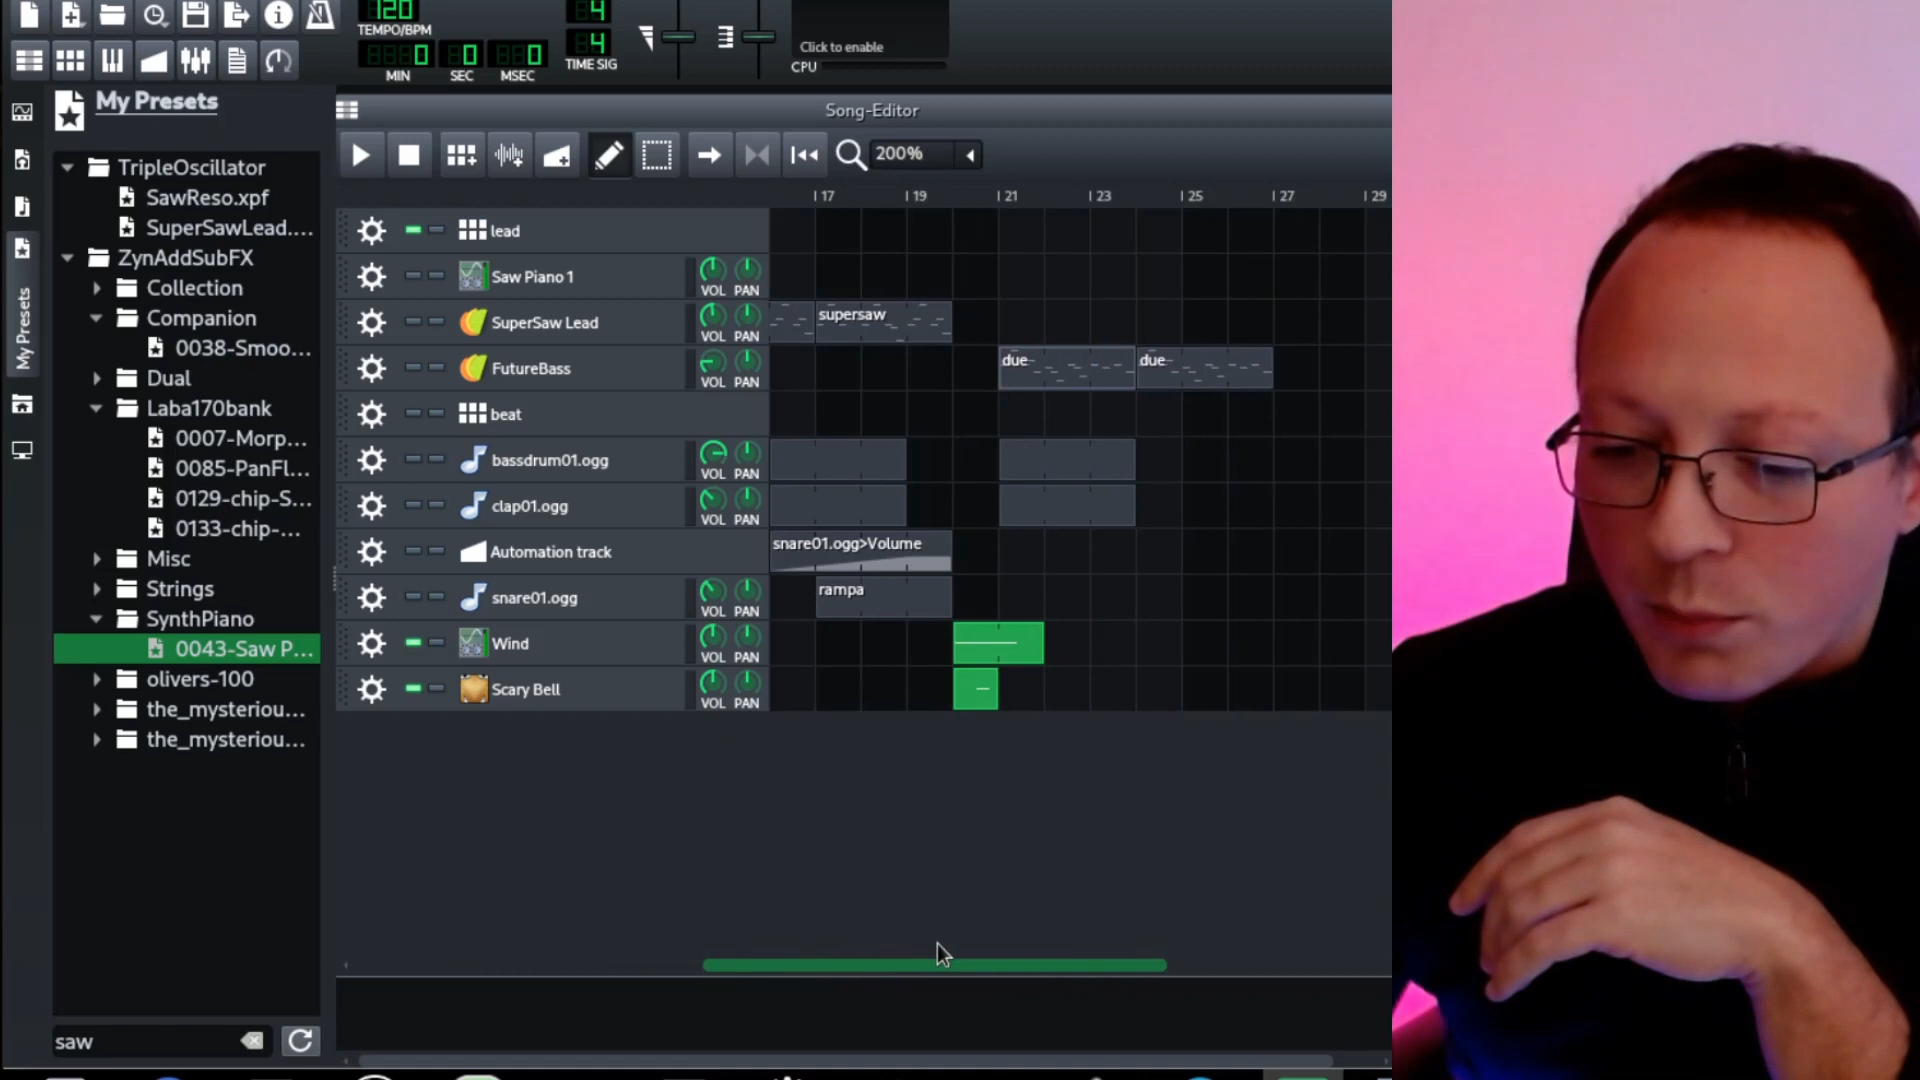 120
4
TEMPO/BPM
0 0 0
4
MIN SEC MSEC
TIME SIG
Click to enable
CPU
My Presets
Song-Editor
200%
17 19 21 23 25 27 29
My Presets
TripleOscillator
SawReso.xpf
SuperSawLead....
ZynAddSubFX
Collection
Companion
0038-Smoo...
Dual
Laba170bank
0007-Morp...
0085-PanFl...
0129-chip-S...
0133-chip-...
Misc
Strings
SynthPiano
0043-Saw P...
olivers-100
the_mysteriou...
the_mysteriou...
saw
lead
Saw Piano 1 VOL PAN
SuperSaw Lead VOL PAN supersaw
FutureBass VOL PAN due- due-
beat
bassdrum01.ogg VOL PAN
clap01.ogg VOL PAN
Automation track snare01.ogg>Volume
snare01.ogg VOL PAN rampa
Wind VOL PAN
Scary Bell VOL PAN